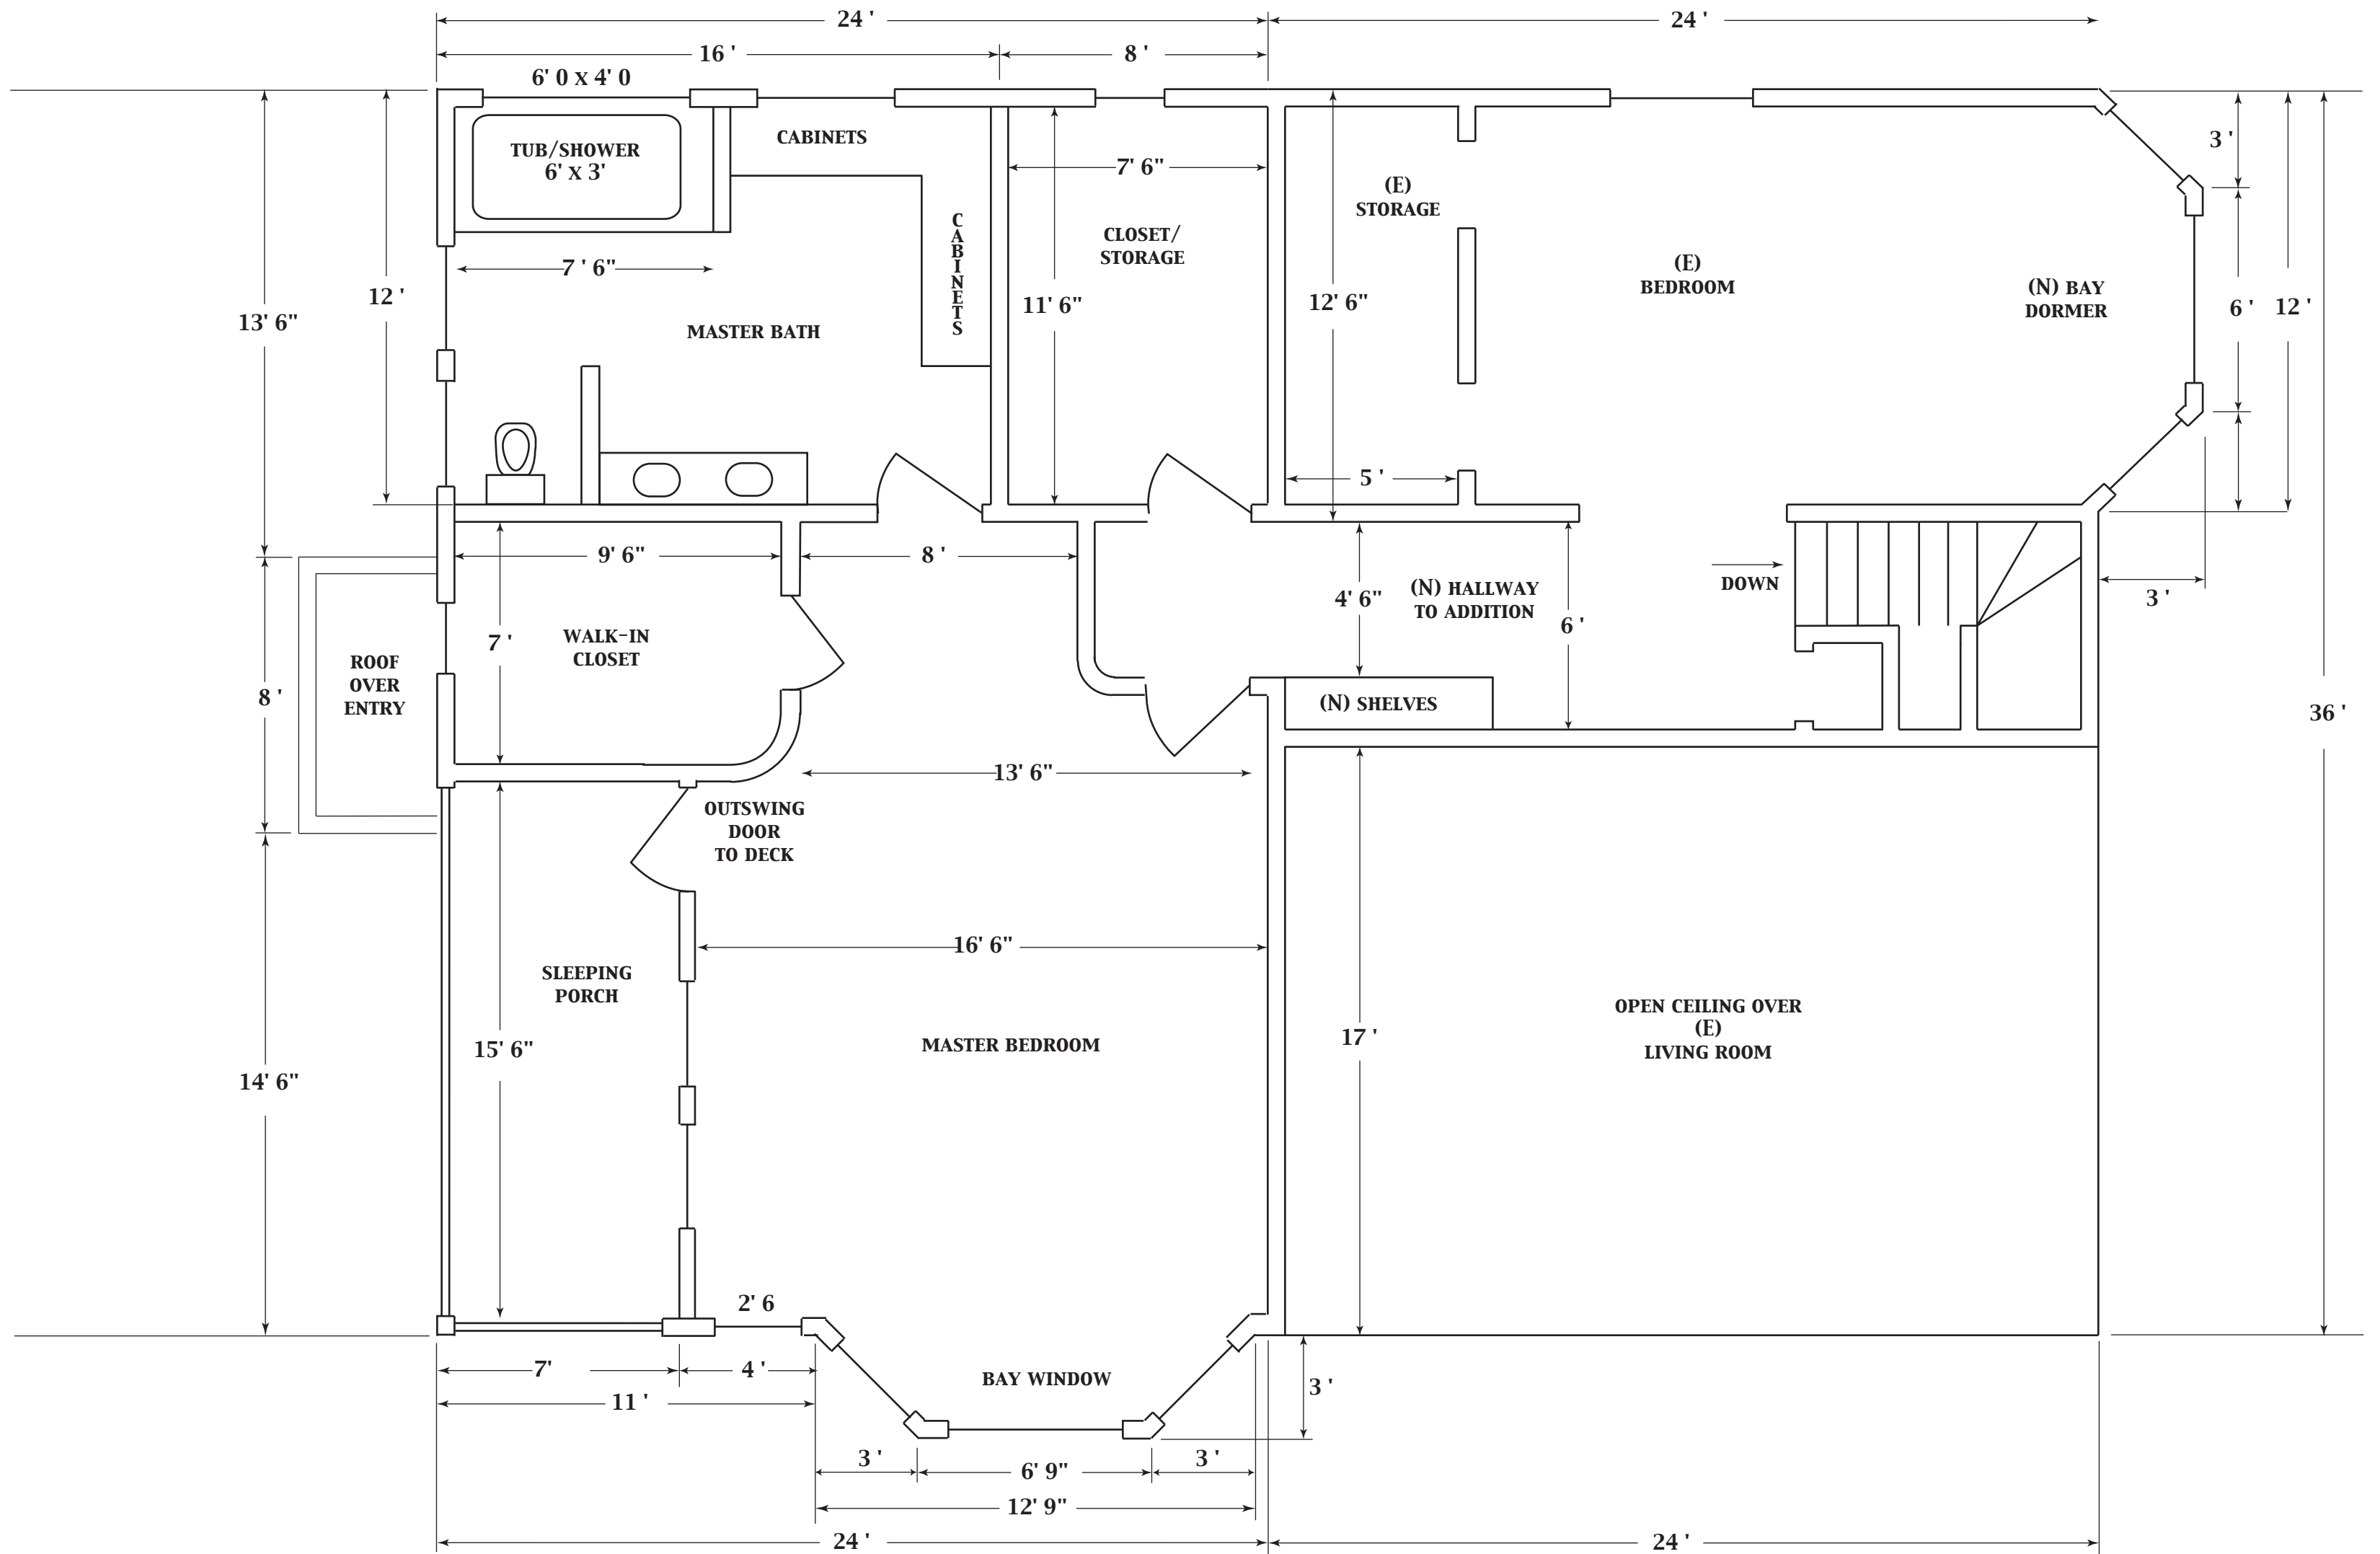 24 '
24 '
16 '
8 '
6' 0 X 4' 0
TUB/SHOWER
6' X 3'
CABINETS
CABINETS
7' 6"
(E)
STORAGE
3 '
CLOSET/
STORAGE
7 ' 6"
(E)
BEDROOM
(N) BAY
DORMER
12 '
13' 6"
MASTER BATH
11' 6"
12' 6"
6 '
12 '
5 '
9' 6"
8 '
4' 6"
(N) HALLWAY
TO ADDITION
6 '
DOWN
3 '
7 '
WALK-IN
CLOSET
ROOF
OVER
ENTRY
8 '
(N) SHELVES
36 '
13' 6"
OUTSWING
DOOR
TO DECK
16' 6"
SLEEPING
PORCH
15' 6"
MASTER BEDROOM
17 '
OPEN CEILING OVER
(E)
LIVING ROOM
14' 6"
2' 6
7'
4 '
BAY WINDOW
3 '
11 '
3 '
6' 9"
3 '
12' 9"
24 '
24 '